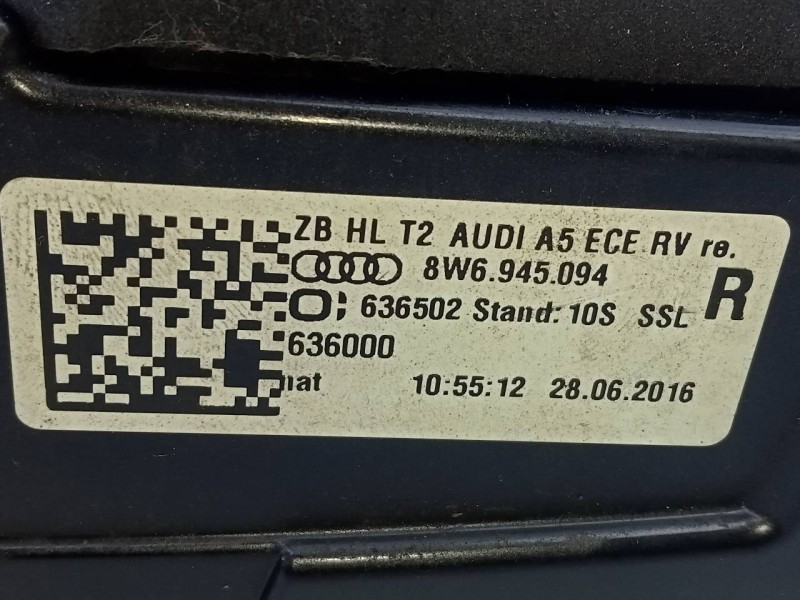 ZB HL T2 AUDI A5 ECE RV re.
8W6.945.094
R
636502 Stand: 10S SSL
636000
10:55:12 28.06.2016